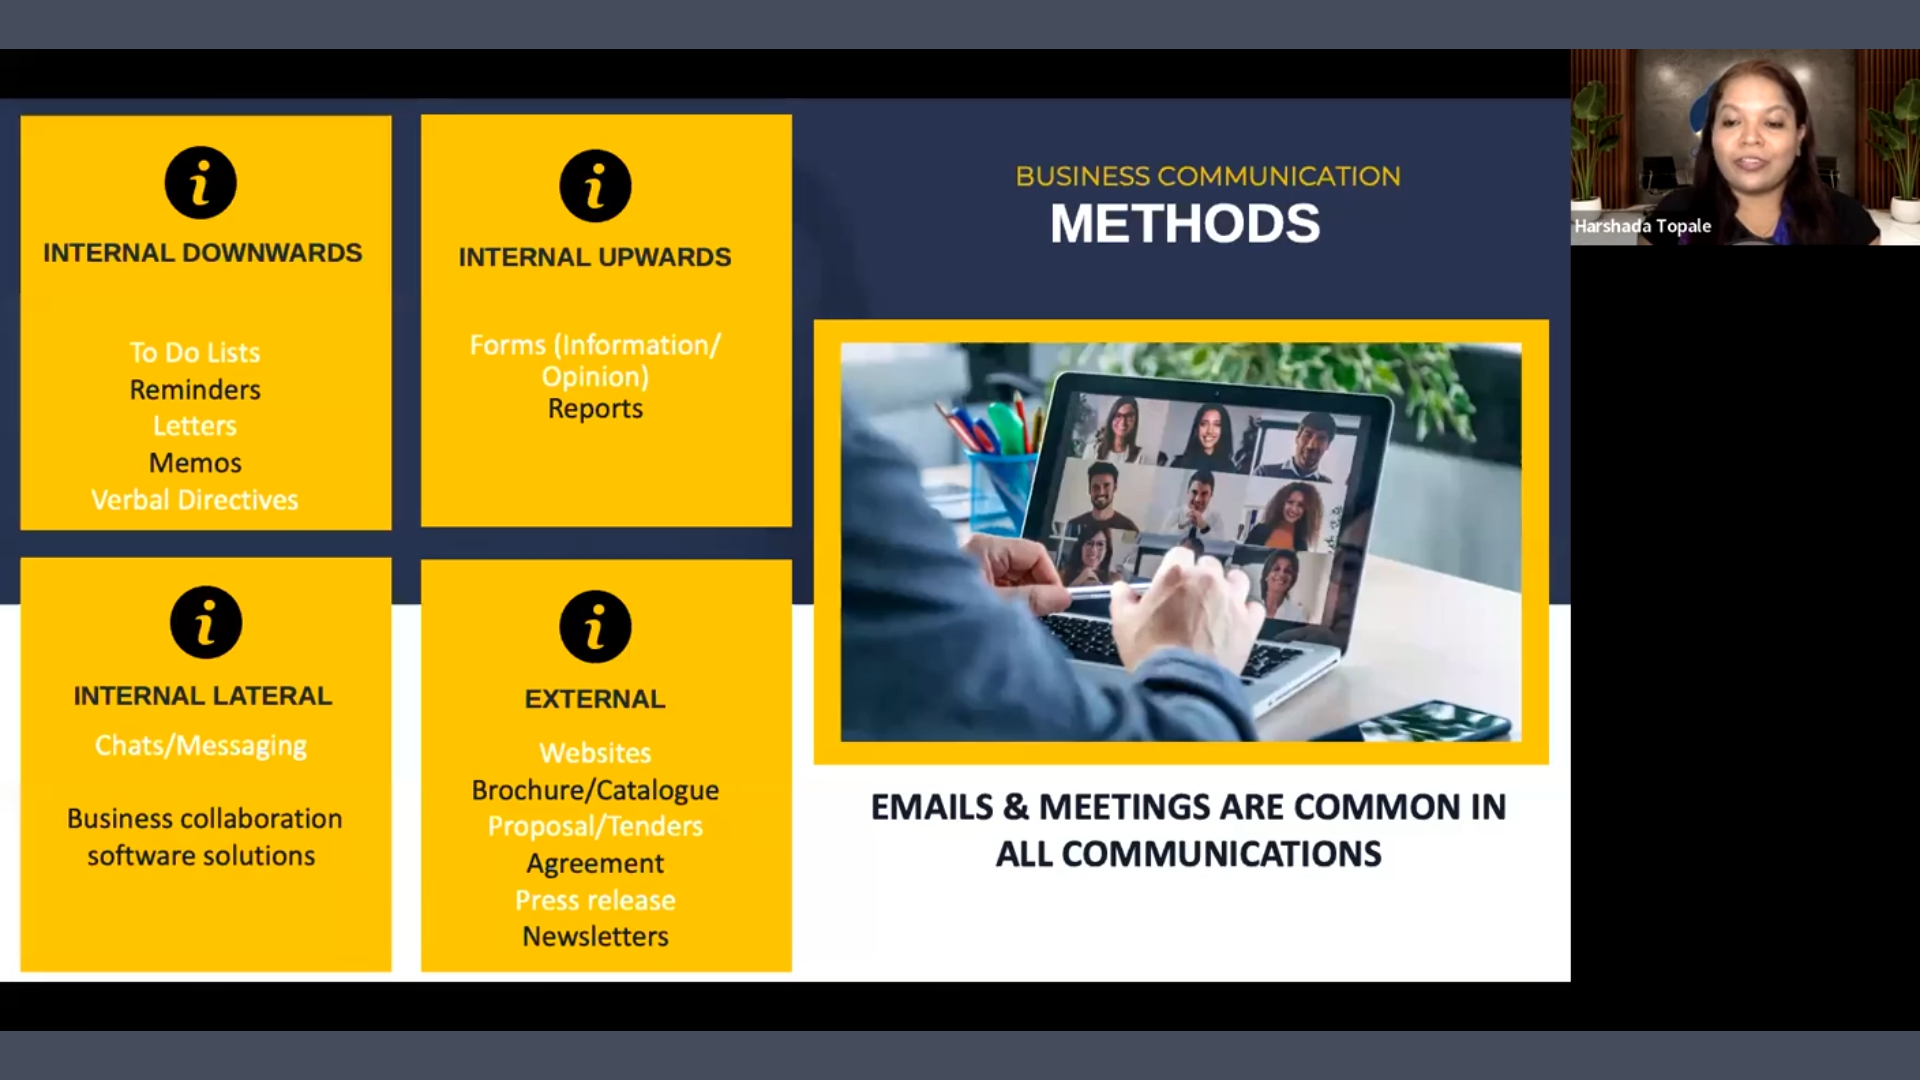 INTERNAL DOWNWARDS
To Do Lists
Reminders
Letters
Memos
Verbal Directives
INTERNAL UPWARDS
Forms (Information/
Opinion)
Reports
INTERNAL LATERAL
Chats/Messaging
Business collaboration
software solutions
EXTERNAL
Websites
Brochure/Catalogue
Proposal/Tenders
Agreement
Press release
Newsletters
BUSINESS COMMUNICATION
METHODS
EMAILS & MEETINGS ARE COMMON IN
ALL COMMUNICATIONS
Harshada Topale